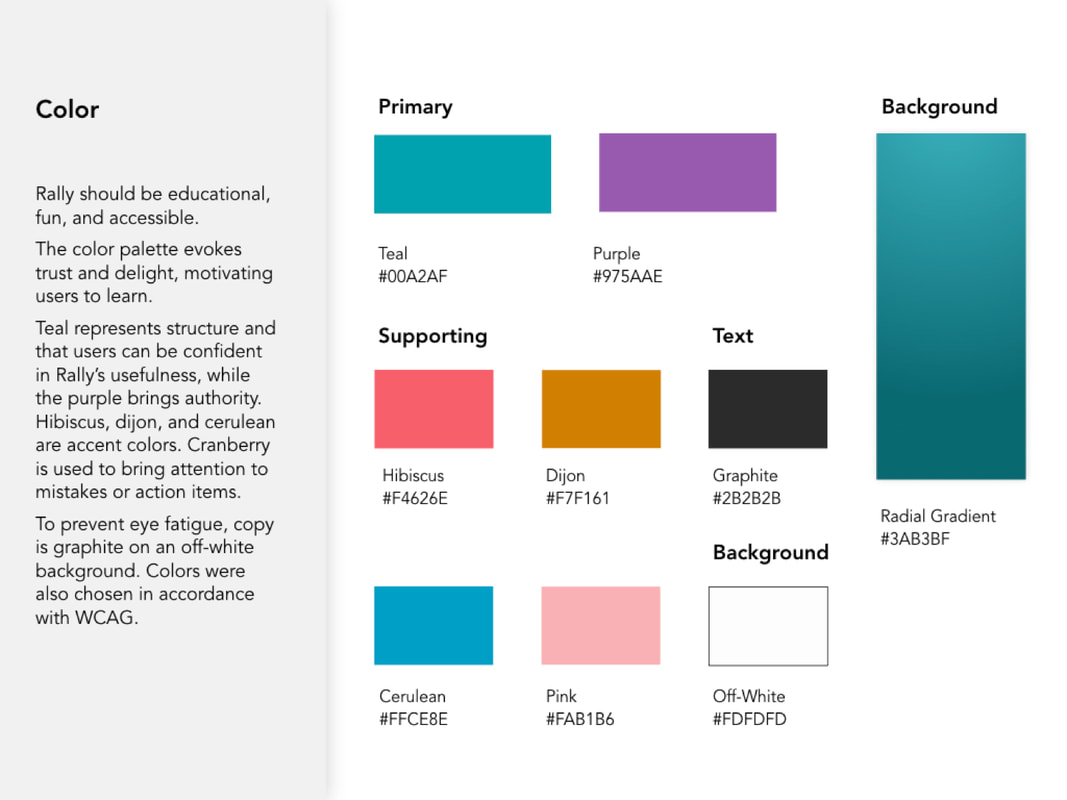 Color
Rally should be educational,
fun, and accessible.
The color palette evokes
trust and delight, motivating
users to learn.
Teal represents structure and
that users can be confident
in Rally’s usefulness, while
the purple brings authority.
Hibiscus, dijon, and cerulean
are accent colors. Cranberry
is used to bring attention to
mistakes or action items.
To prevent eye fatigue, copy
is graphite on an off-white
background. Colors were
also chosen in accordance
with WCAG.
Primary
Teal
#00A2AF
Purple
#975AAE
Supporting
Hibiscus
#F4626E
Dijon
#F7F161
Cerulean
#FFCE8E
Pink
#FAB1B6
Text
Graphite
#2B2B2B
Background
Off-White
#FDFDFD
Background
Radial Gradient
#3AB3BF